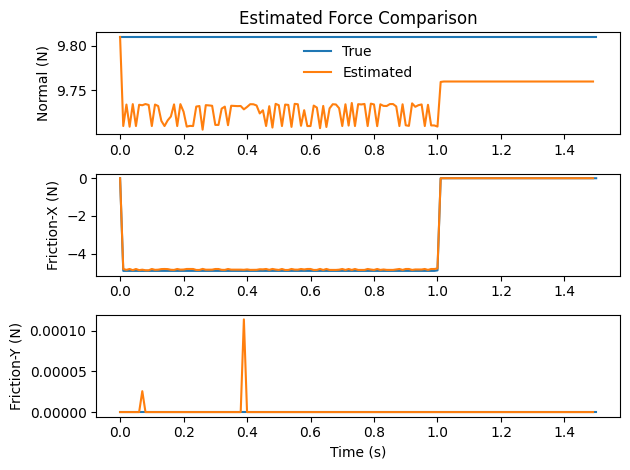 Estimated Force Comparison
Normal (N)
9.80
9.75
True
Estimated
0.0 0.2 0.4 0.6 0.8 1.0 1.2 1.4
Friction-X (N)
0
−2
−4
0.0 0.2 0.4 0.6 0.8 1.0 1.2 1.4
Friction-Y (N)
0.00010
0.00005
0.00000
0.0 0.2 0.4 0.6 0.8 1.0 1.2 1.4
Time (s)